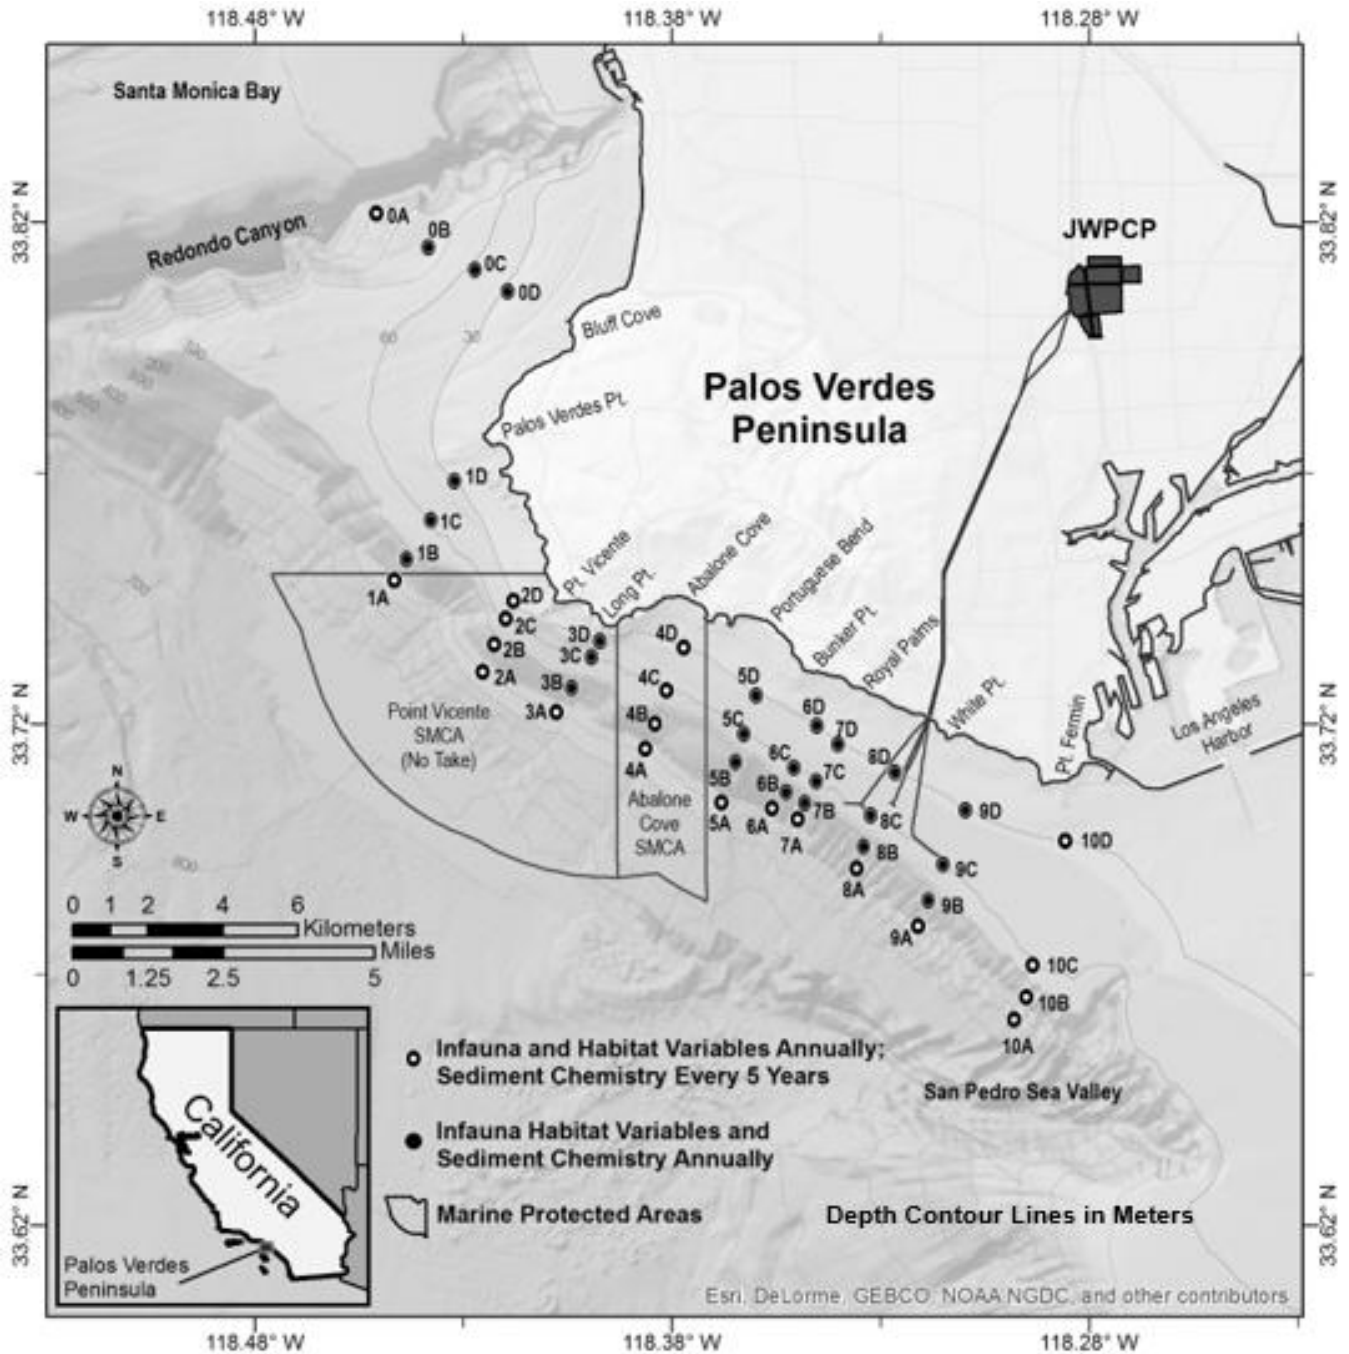 118.48° W
118.38° W
118.28° W
Santa Monica Bay
33.82° N
33.82° N
Redondo Canyon
0A
0B
0C
0D
JWPCP
60
30
Bluff Cove
100
200
300
400
Palos Verdes
Peninsula
Palos Verdes Pt.
1D
1C
1B
1A
Pt. Vicente
Long Pt.
Abalone Cove
Portuguese Bend
Bunker Pt.
Royal Palms
White Pt.
Pt. Fermin
Los Angeles
Harbor
2D
2C
2B
2A
3D
3C
3B
3A
4D
4C
4B
4A
5D
5C
5B
5A
6D
6C
6B
6A
7D
7C
7B
7A
8D
8C
8B
8A
9D
9C
9B
9A
10D
10C
10B
10A
33.72° N
33.72° N
Point Vicente
SMCA
(No Take)
Abalone
Cove
SMCA
N
W
E
S
800
0 1 2 4 6
Kilometers
Miles
0 1.25 2.5 5
San Pedro Sea Valley
Infauna and Habitat Variables Annually;
Sediment Chemistry Every 5 Years
Infauna Habitat Variables and
Sediment Chemistry Annually
Marine Protected Areas
Depth Contour Lines in Meters
California
Palos Verdes
Peninsula
33.62° N
33.62° N
Esri, DeLorme, GEBCO, NOAA NGDC, and other contributors
118.48° W
118.38° W
118.28° W